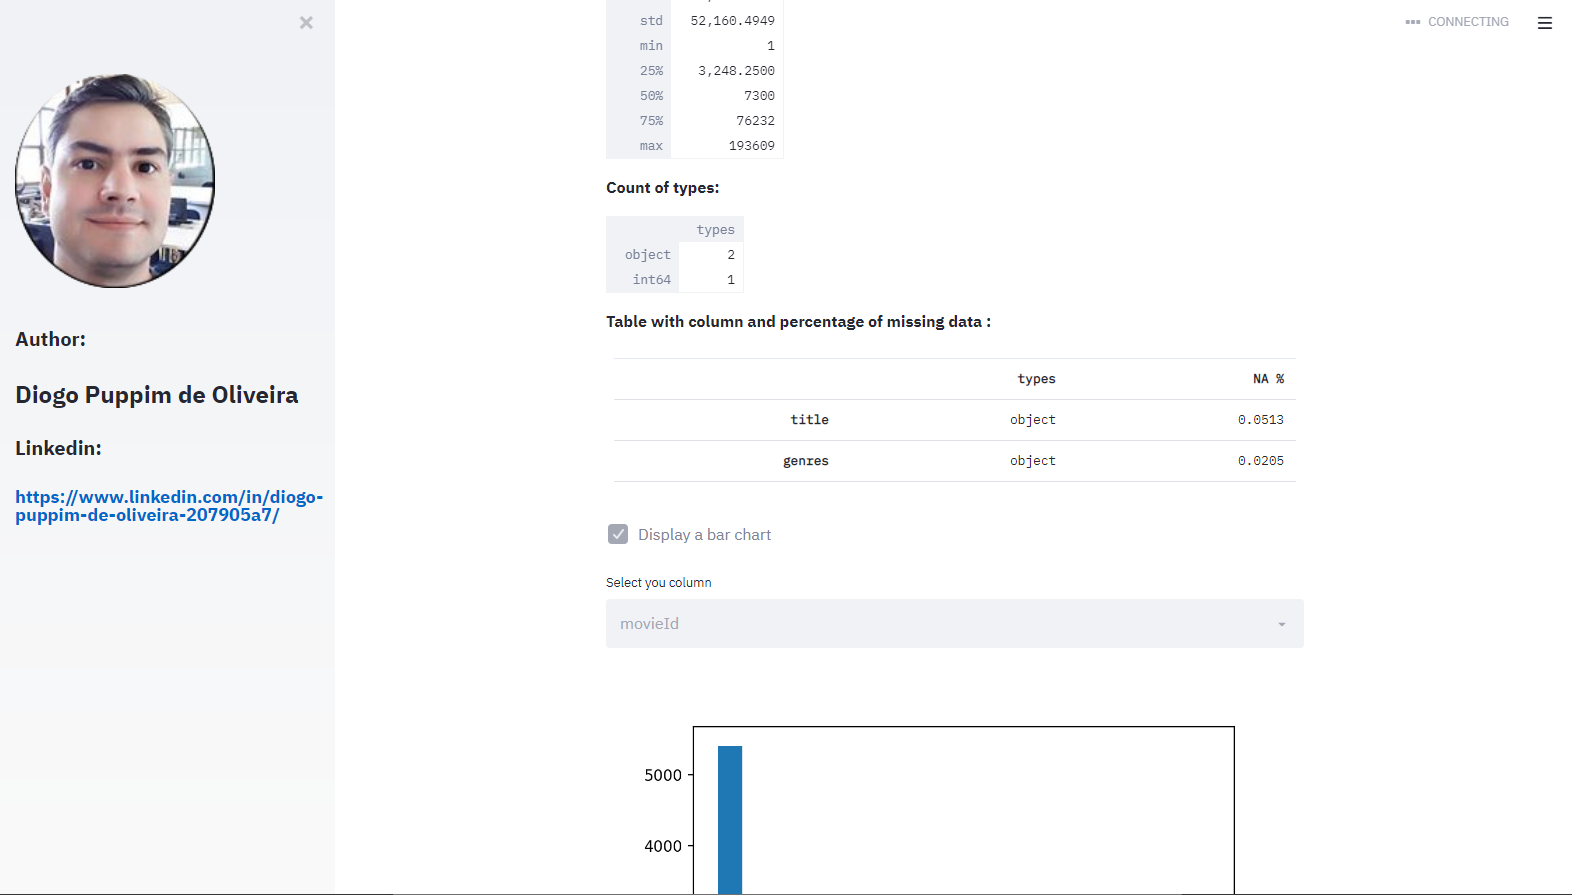 CONNECTING
Author:
Diogo Puppim de Oliveira
Linkedin:
https://www.linkedin.com/in/diogo-
puppim-de-oliveira-207905a7/
std 52,160.4949
min 1
25% 3,248.2500
50% 7300
75% 76232
max 193609
Count of types:
types
object 2
int64 1
Table with column and percentage of missing data :
types NA %
title object 0.0513
genres object 0.0205
Display a bar chart
Select you column
movieId
5000
4000